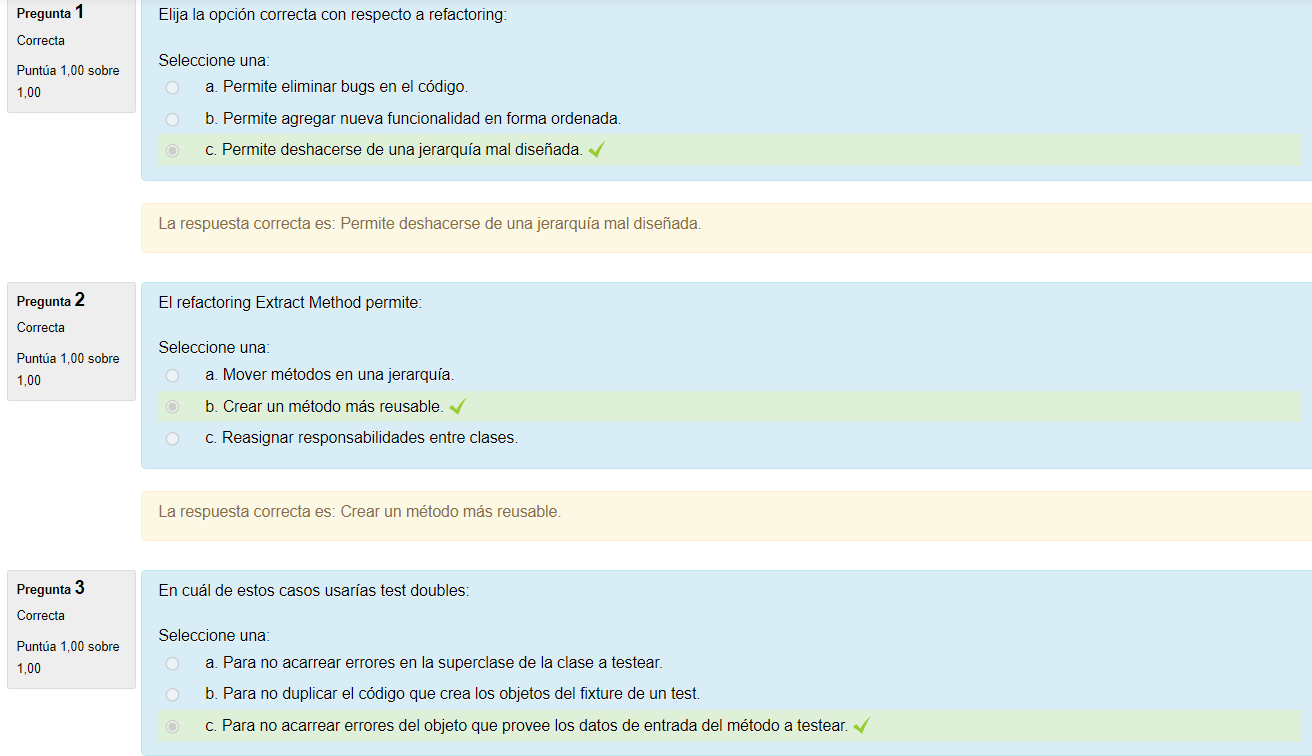 Pregunta 1
Correcta
Puntúa 1,00 sobre
1,00
Elija la opción correcta con respecto a refactoring:
Seleccione una:
a. Permite eliminar bugs en el código.
b. Permite agregar nueva funcionalidad en forma ordenada.
c. Permite deshacerse de una jerarquía mal diseñada.
La respuesta correcta es: Permite deshacerse de una jerarquía mal diseñada.
Pregunta 2
Correcta
Puntúa 1,00 sobre
1,00
El refactoring Extract Method permite:
Seleccione una:
a. Mover métodos en una jerarquía.
b. Crear un método más reusable.
c. Reasignar responsabilidades entre clases.
La respuesta correcta es: Crear un método más reusable.
Pregunta 3
Correcta
Puntúa 1,00 sobre
1,00
En cuál de estos casos usarías test doubles:
Seleccione una:
a. Para no acarrear errores en la superclase de la clase a testear.
b. Para no duplicar el código que crea los objetos del fixture de un test.
c. Para no acarrear errores del objeto que provee los datos de entrada del método a testear.